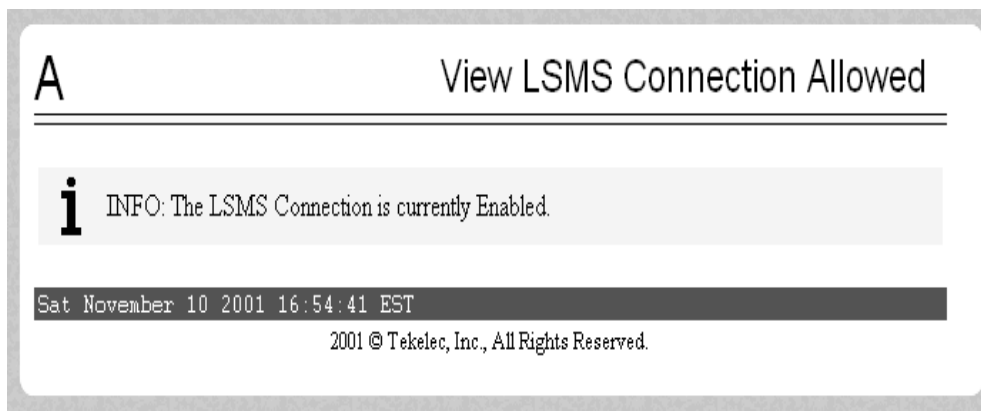 A View LSMS Connection Allowed
i INFO: The LSMS Connection is currently Enabled.
Sat November 10 2001 16:54:41 EST
2001 © Tekelec, Inc., All Rights Reserved.